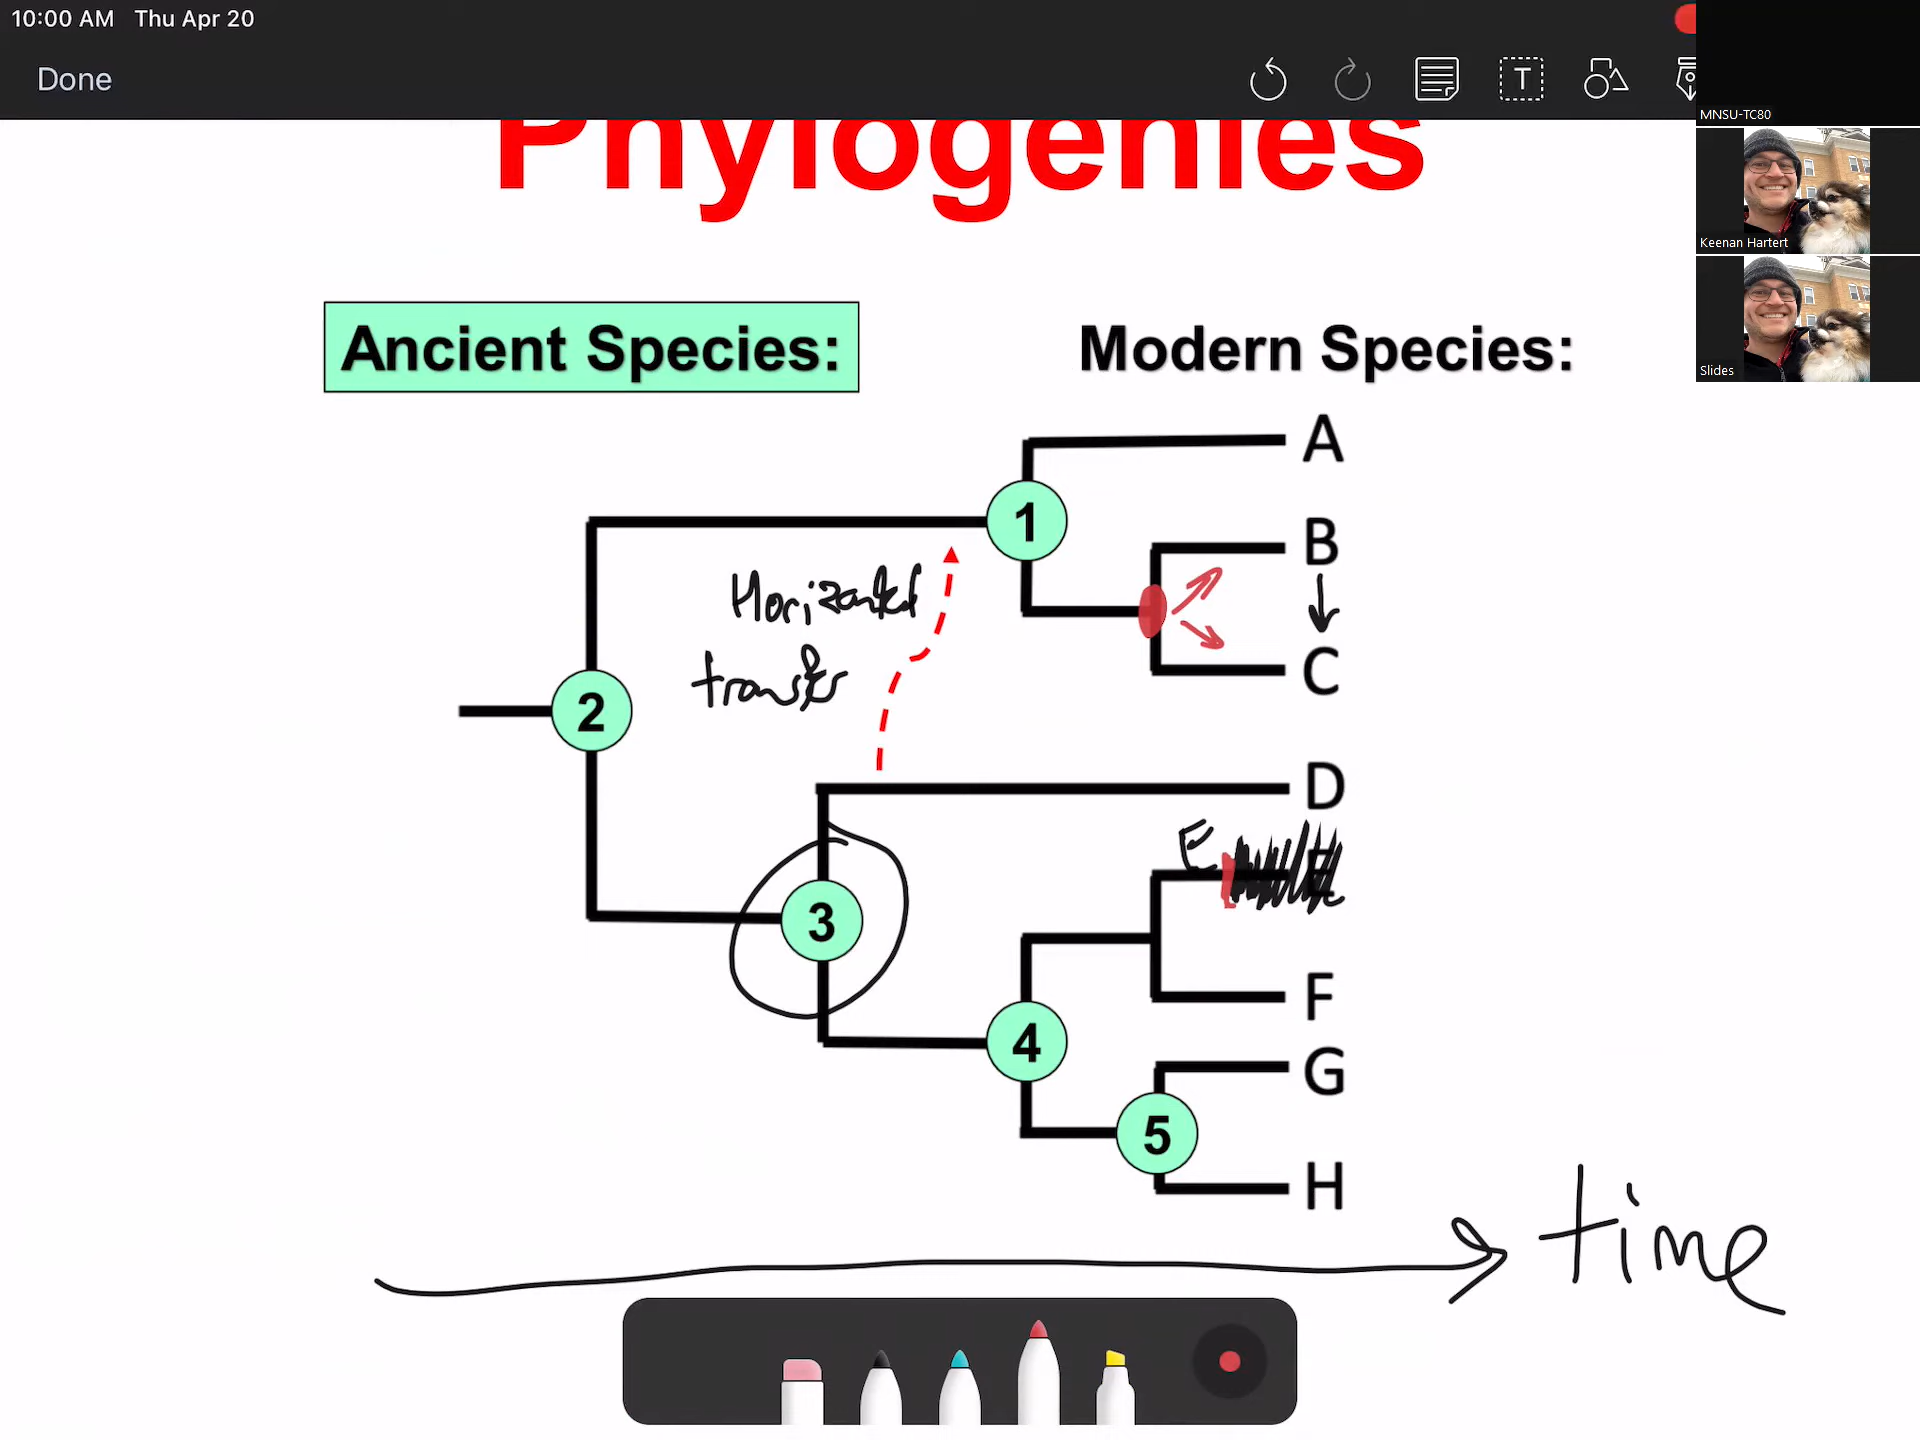 10:00 AM Thu Apr 20
Done
T
MNSU-TC80
Keenan Hartert
Slides
Phylogenies
Ancient Species:
Modern Species:
A
1
B
Horizontal
transfer
C
2
D
E
E
3
F
4
G
5
H
time